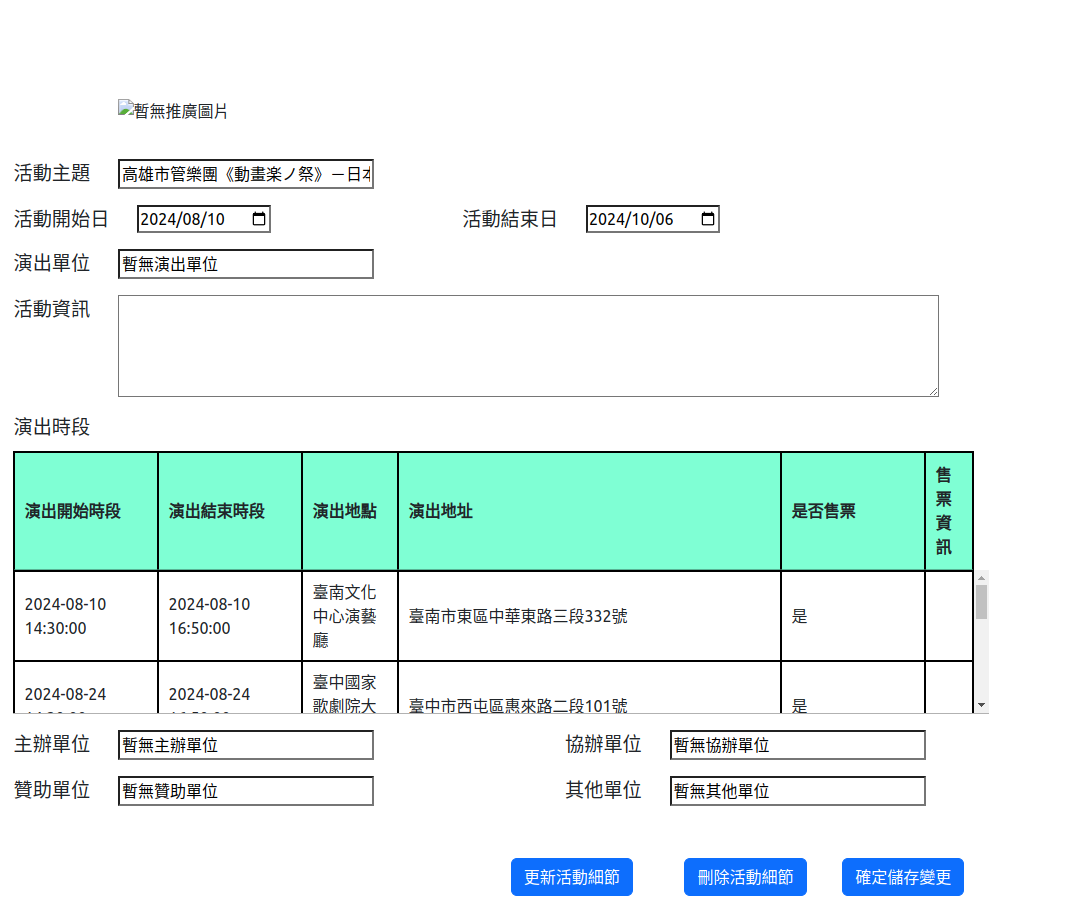 暫無推廣圖片
活動主題 高雄市管樂團《動畫楽ノ祭》－日
活動開始日 2024/08/10 活動結束日 2024/10/06
演出單位 暫無演出單位
活動資訊
演出時段
演出開始時段 演出結束時段 演出地點 演出地址 是否售票 售票資訊
2024-08-10 14:30:00 2024-08-10 16:50:00 臺南文化中心演藝廳 臺南市東區中華東路三段332號 是
2024-08-24 2024-08-24 臺中國家歌劇院大 臺中市西屯區惠來路二段101號 是
主辦單位 暫無主辦單位 協辦單位 暫無協辦單位
贊助單位 暫無贊助單位 其他單位 暫無其他單位
更新活動細節 刪除活動細節 確定儲存變更